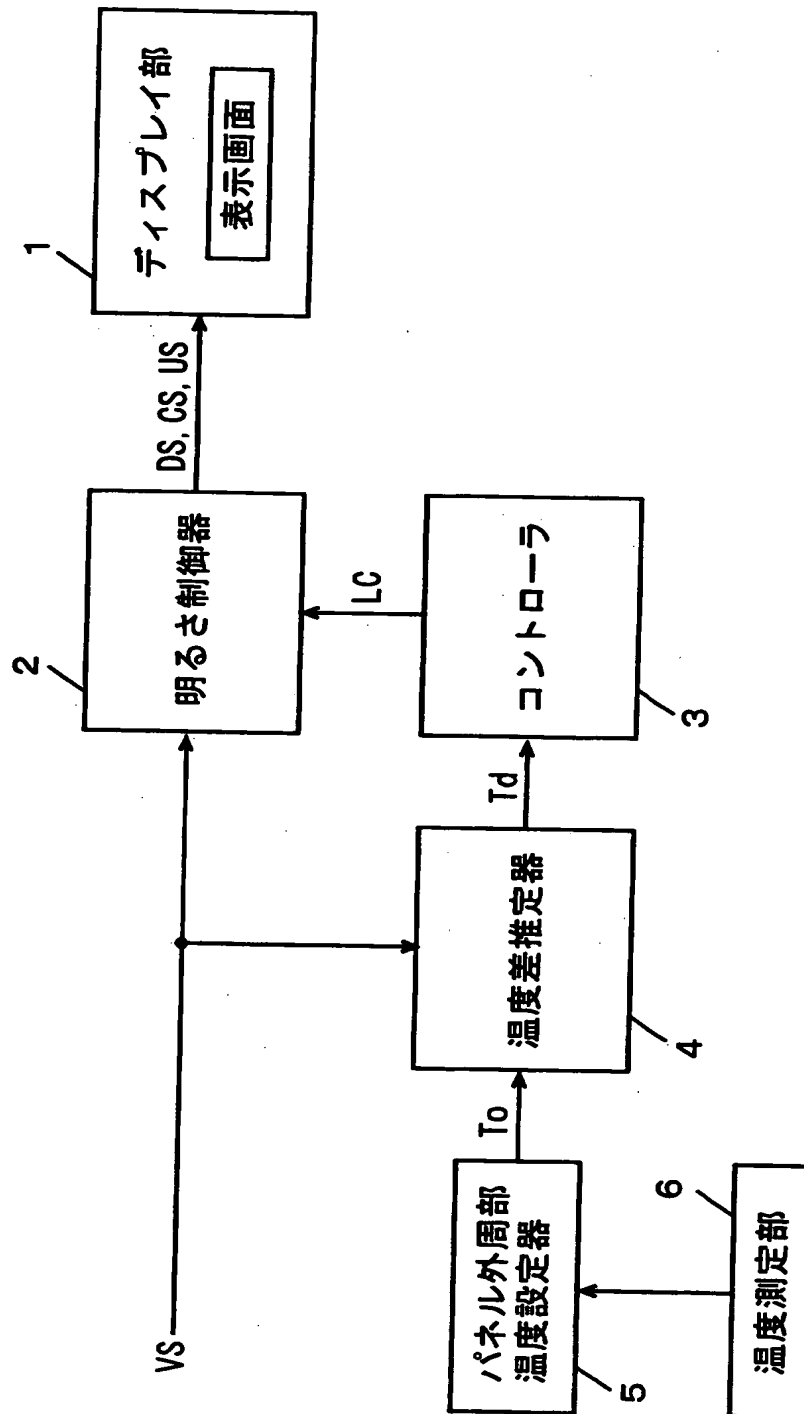 1
ディスプレイ部
表示画面
DS, CS, US
2
明るさ制御器
LC
コントローラ
3
Td
温度差推定器
4
To
VS
パネル外周部
温度設定器
5
6
温度測定部